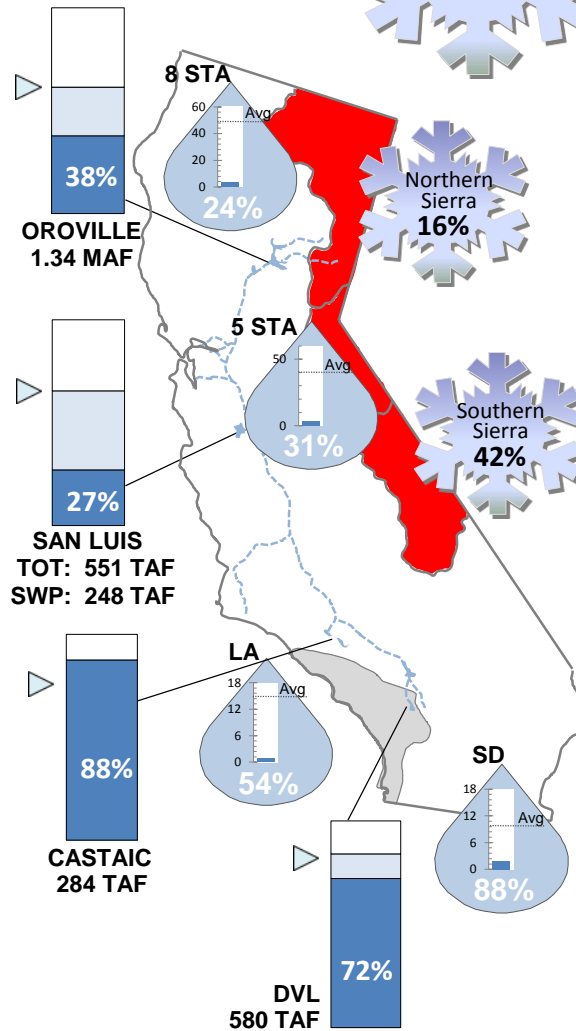 8 STA
60
40
20
0
Avg
24%
38%
OROVILLE
1.34 MAF
Northern
Sierra
16%
5 STA
50
0
Avg
31%
Southern
Sierra
42%
27%
SAN LUIS
TOT: 551 TAF
SWP: 248 TAF
LA
18
12
6
0
Avg
54%
88%
CASTAIC
284 TAF
SD
18
12
6
0
Avg
88%
72%
DVL
580 TAF